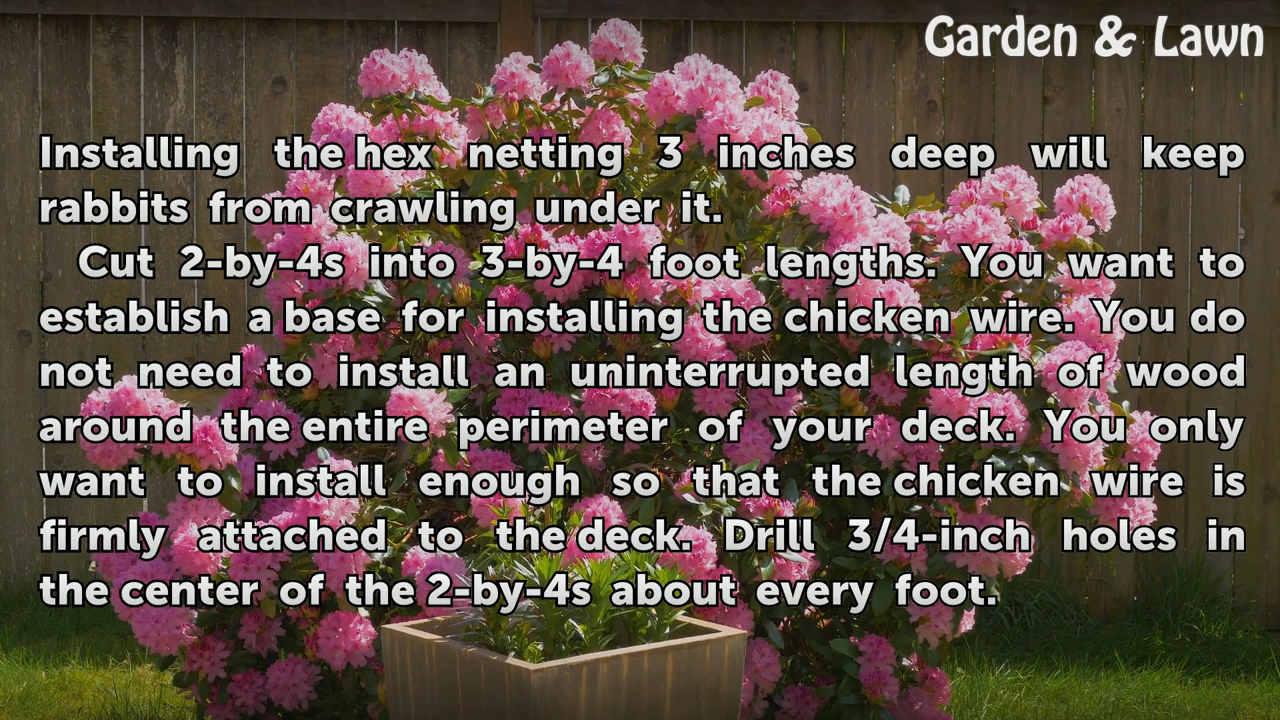 Garden & Lawn
Installing the hex netting 3 inches deep will keep
rabbits from crawling under it.
Cut 2-by-4s into 3-by-4 foot lengths. You want to
establish a base for installing the chicken wire. You do
not need to install an uninterrupted length of wood
around the entire perimeter of your deck. You only
want to install enough so that the chicken wire is
firmly attached to the deck. Drill 3/4-inch holes in
the center of the 2-by-4s about every foot.